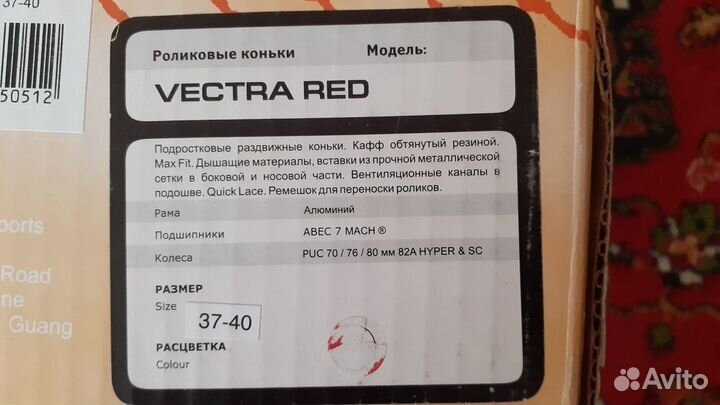 37-40
50512
Роликовые коньки Модель:
VECTRA RED
Подростковые раздвижные коньки. Кафф обтянутый резиной.
Max Fit. Дышащие материалы, вставки из прочной металлической
сетки в боковой и носовой части. Вентиляционные каналы в
подошве. Quick Lace. Ремешок для переноски роликов.
Рама Алюминий
Подшипники ABEC 7 MACH ®
Колеса PUC 70 / 76 / 80 мм 82A HYPER & SC
РАЗМЕР
Size
37-40
РАСЦВЕТКА
Colour
ports
Road
ne
Guang
Avito